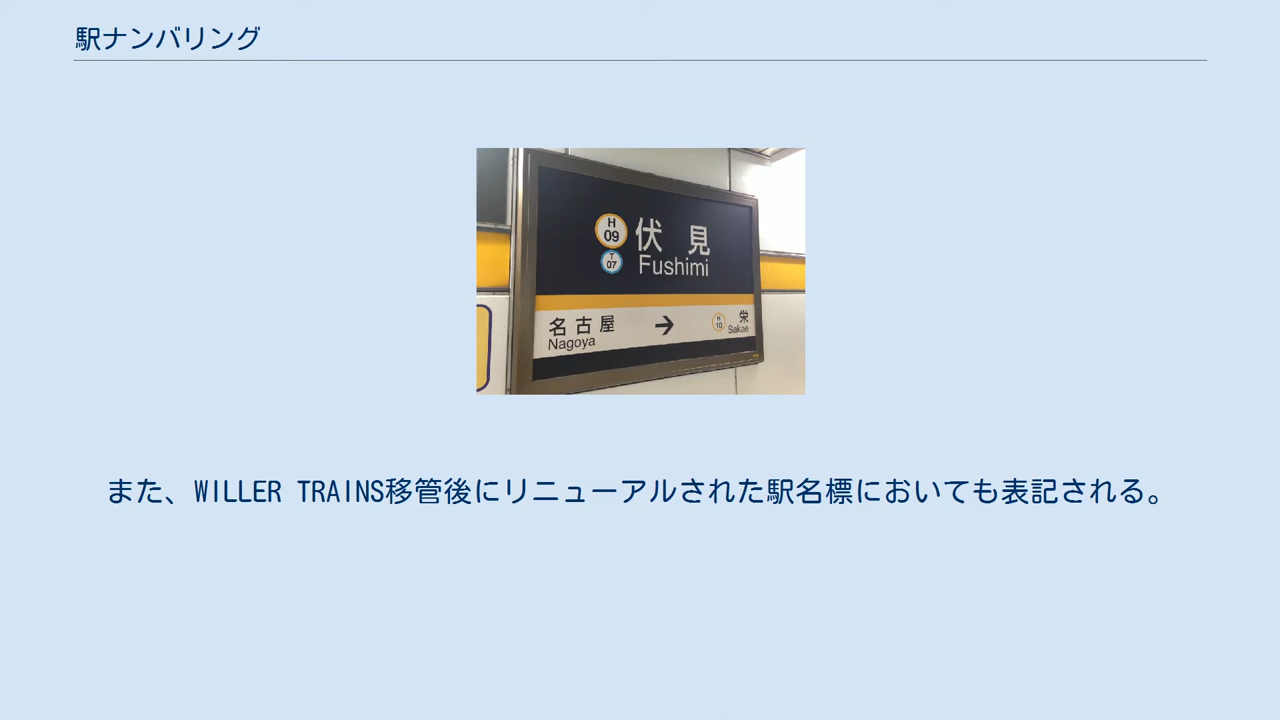 駅ナンバリング
H
09
伏見
T
07
Fushimi
名古屋
Nagoya
→
H
10
栄
Sakae
また、WILLER TRAINS移管後にリニューアルされた駅名標においても表記される。